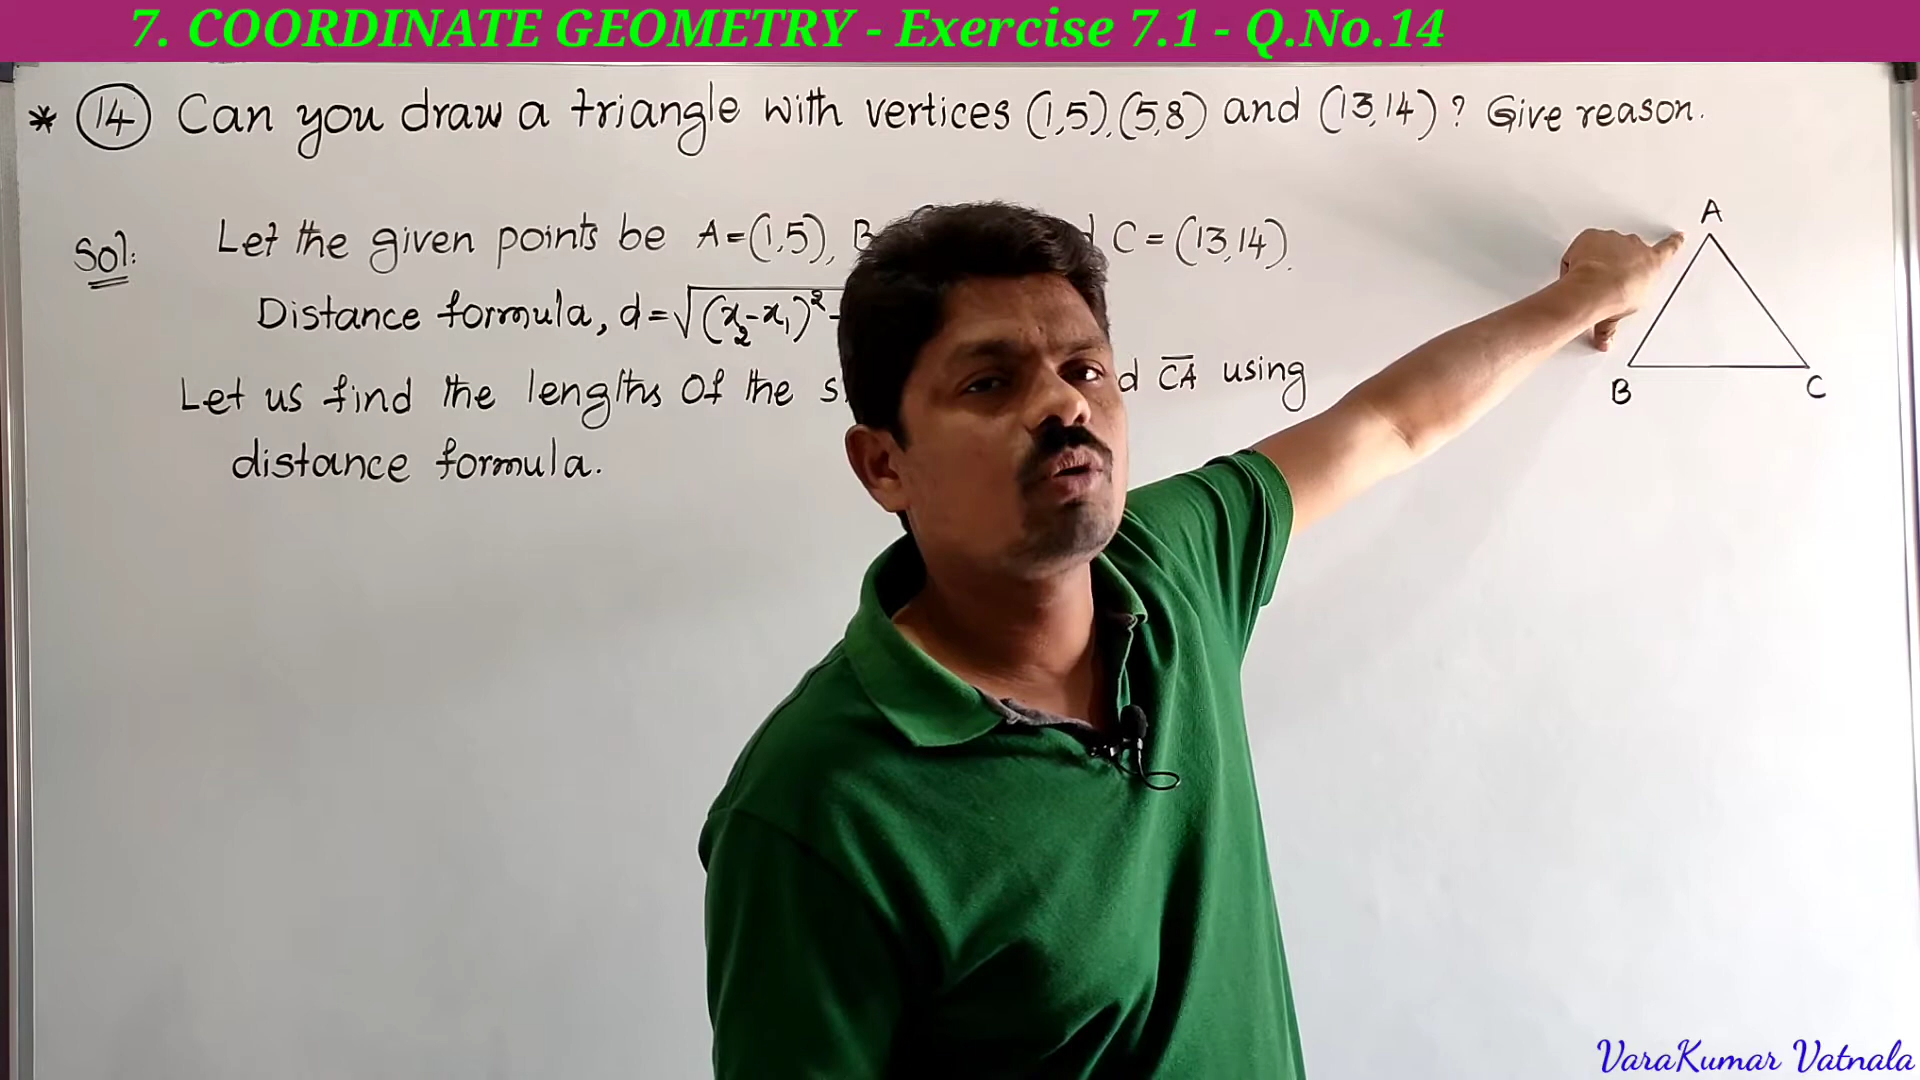 7. COORDINATE GEOMETRY - Exercise 7.1 - Q.No.14
* 14 Can you draw a triangle with vertices (1,5), (5,8) and (13,14)? Give reason.
Sol: Let the given points be A=(1,5), B C = (13,14).
Distance formula, d=√(x₂-x₁)²
Let us find the lengths of the CA using
distance formula.
A
B C
VaraKumar Vatnala